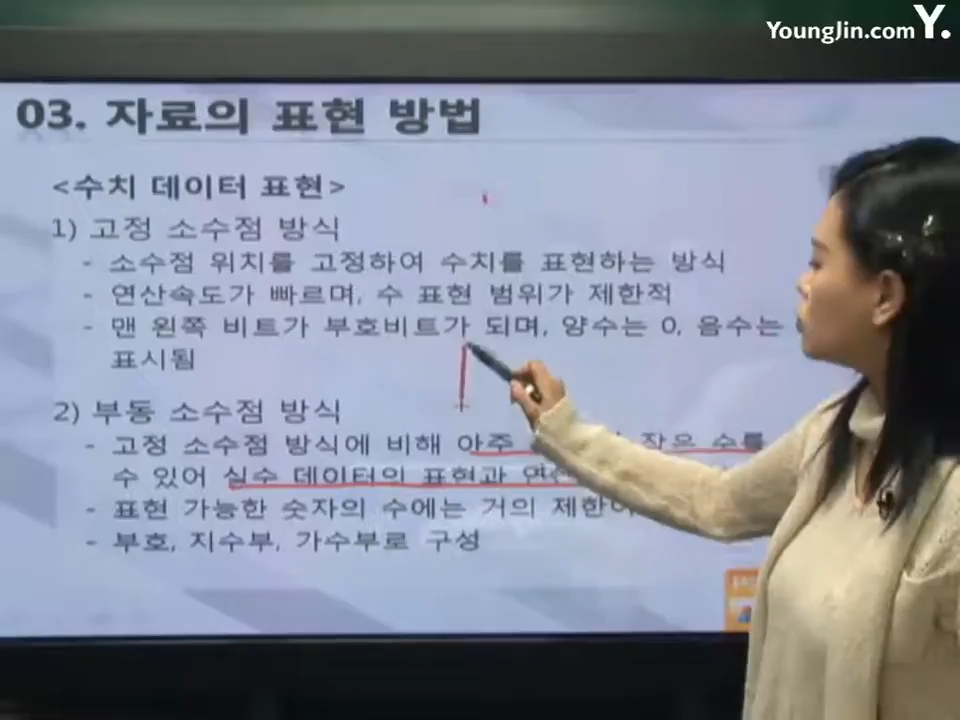 YoungJin.com Y.
03. 자료의 표현 방법
<수치 데이터 표현>
1) 고정 소수점 방식
- 소수점 위치를 고정하여 수치를 표현하는 방식
- 연산속도가 빠르며, 수 표현 범위가 제한적
- 맨 왼쪽 비트가 부호비트가 되며, 양수는 0, 음수는
표시됨
2) 부동 소수점 방식
- 고정 소수점 방식에 비해 아주 작은 수를
수 있어 실수 데이터의 표현과
- 표현 가능한 숫자의 수에는 거의
- 부호, 지수부, 가수부로 구성